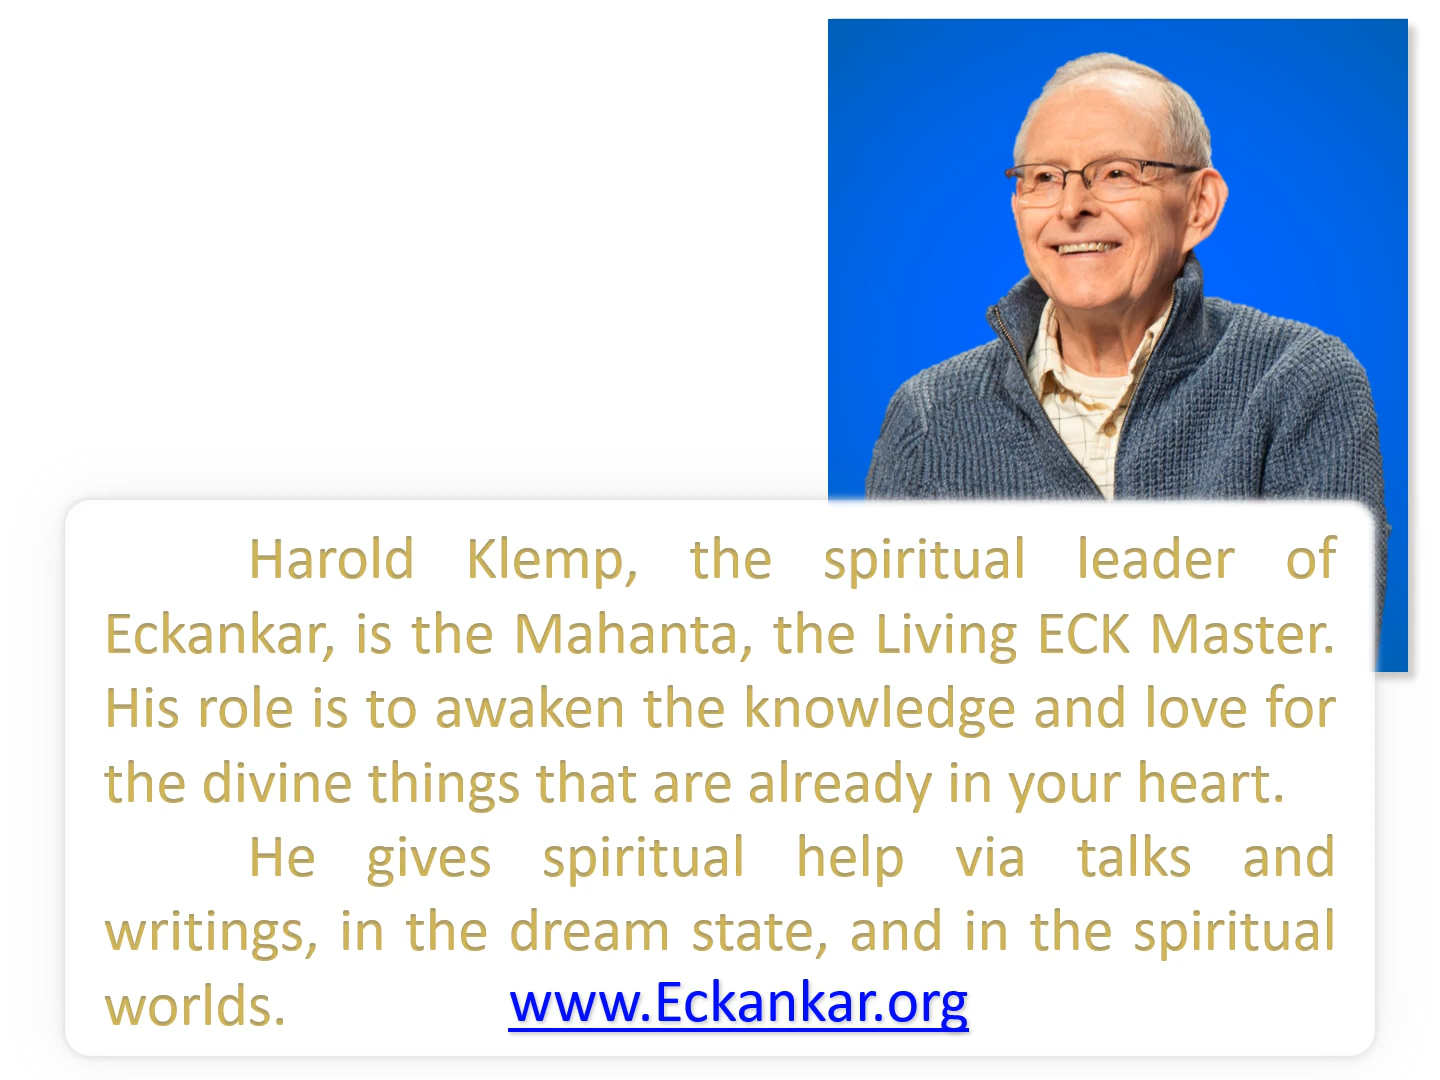 Harold Klemp, the spiritual leader of
Eckankar, is the Mahanta, the Living ECK Master.
His role is to awaken the knowledge and love for
the divine things that are already in your heart.
He gives spiritual help via talks and
writings, in the dream state, and in the spiritual
worlds. www.Eckankar.org